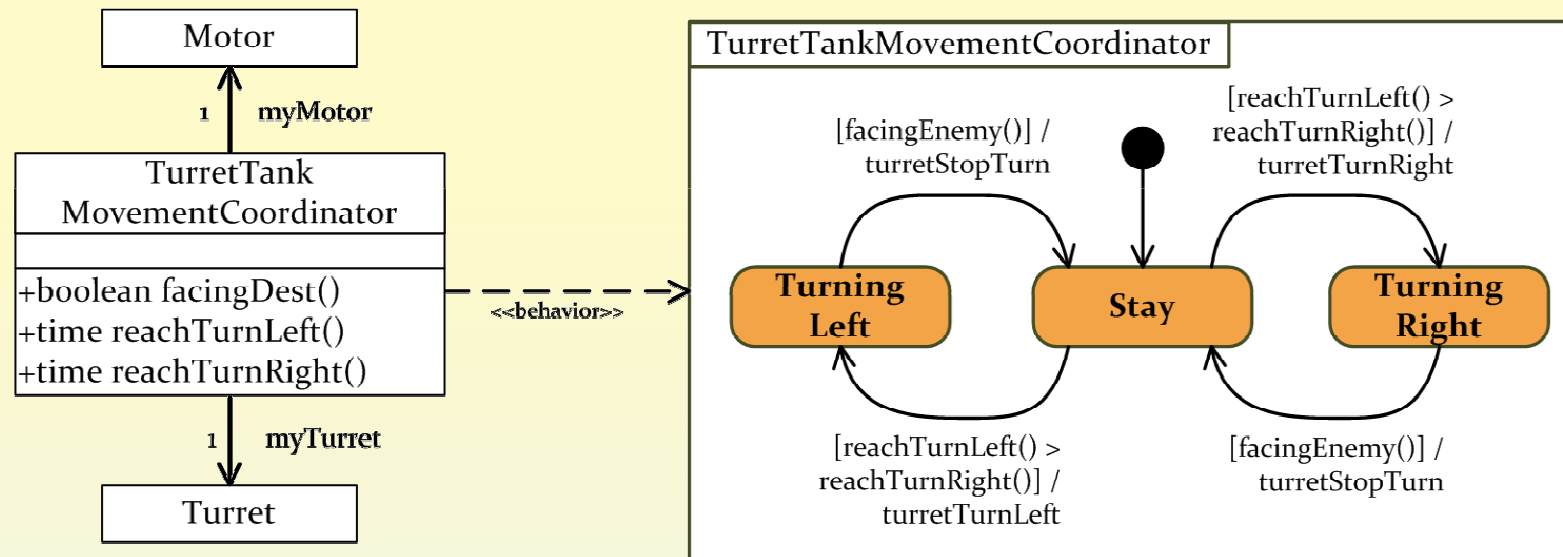 Motor
1 myMotor
TurretTank
MovementCoordinator
+boolean facingDest()
+time reachTurnLeft()
+time reachTurnRight()
1 myTurret
Turret
<<behavior>>
TurretTankMovementCoordinator
[facingEnemy()] /
turretStopTurn
[reachTurnLeft() >
reachTurnRight()] /
turretTurnRight
Turning
Left
Stay
Turning
Right
[reachTurnLeft() >
reachTurnRight()] /
turretTurnLeft
[facingEnemy()] /
turretStopTurn